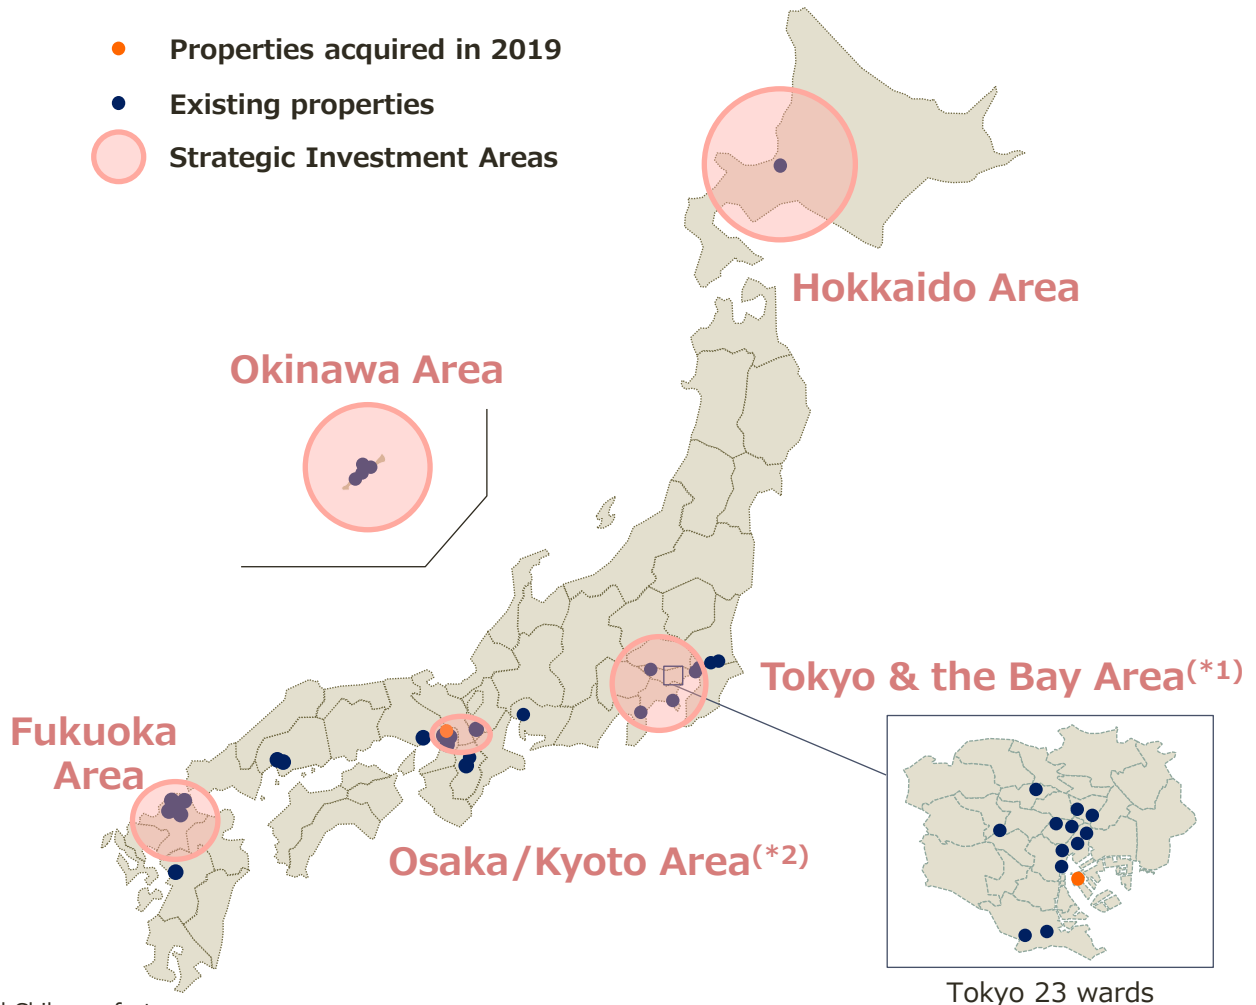 Properties acquired in 2019
Existing properties
Strategic Investment Areas
Hokkaido Area
Okinawa Area
Tokyo & the Bay Area(*1)
Fukuoka
Area
Osaka/Kyoto Area(*2)
Tokyo 23 wards